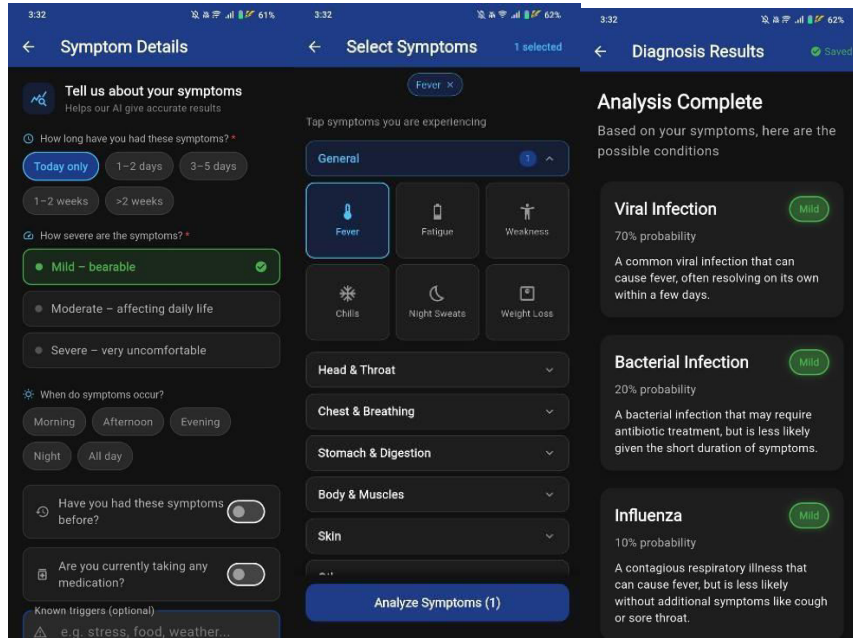 3:32
61%
Symptom Details
Tell us about your symptoms
Helps our AI give accurate results
How long have you had these symptoms? *
Today only
1–2 days
3–5 days
1–2 weeks
>2 weeks
How severe are the symptoms? *
Mild – bearable
Moderate – affecting daily life
Severe – very uncomfortable
When do symptoms occur?
Morning
Afternoon
Evening
Night
All day
Have you had these symptoms
before?
Are you currently taking any
medication?
Known triggers (optional)
e.g. stress, food, weather...
3:32
62%
Select Symptoms
1 selected
Fever ×
Tap symptoms you are experiencing
General
1
Fever
Fatigue
Weakness
Chills
Night Sweats
Weight Loss
Head & Throat
Chest & Breathing
Stomach & Digestion
Body & Muscles
Skin
Analyze Symptoms (1)
3:32
62%
Diagnosis Results
Saved
Analysis Complete
Based on your symptoms, here are the
possible conditions
Viral Infection
Mild
70% probability
A common viral infection that can
cause fever, often resolving on its own
within a few days.
Bacterial Infection
Mild
20% probability
A bacterial infection that may require
antibiotic treatment, but is less likely
given the short duration of symptoms.
Influenza
Mild
10% probability
A contagious respiratory illness that
can cause fever, but is less likely
without additional symptoms like cough
or sore throat.